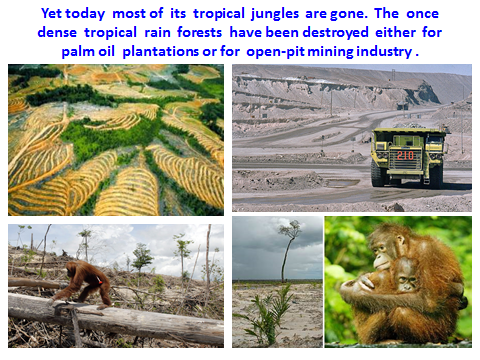 Yet today most of its tropical jungles are gone. The once
dense tropical rain forests have been destroyed either for
palm oil plantations or for open-pit mining industry .
210